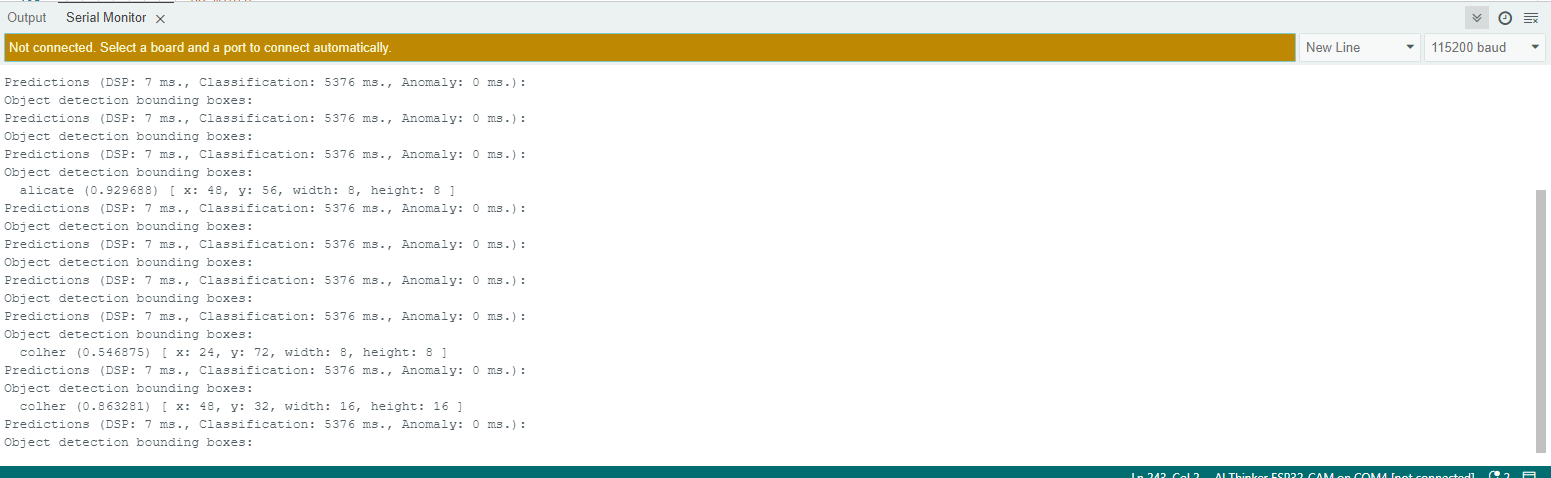 Output Serial Monitor
Not connected. Select a board and a port to connect automatically. New Line 115200 baud
Predictions (DSP: 7 ms., Classification: 5376 ms., Anomaly: 0 ms.):
Object detection bounding boxes:
Predictions (DSP: 7 ms., Classification: 5376 ms., Anomaly: 0 ms.):
Object detection bounding boxes:
Predictions (DSP: 7 ms., Classification: 5376 ms., Anomaly: 0 ms.):
Object detection bounding boxes:
alicate (0.929688) [ x: 48, y: 56, width: 8, height: 8 ]
Predictions (DSP: 7 ms., Classification: 5376 ms., Anomaly: 0 ms.):
Object detection bounding boxes:
Predictions (DSP: 7 ms., Classification: 5376 ms., Anomaly: 0 ms.):
Object detection bounding boxes:
Predictions (DSP: 7 ms., Classification: 5376 ms., Anomaly: 0 ms.):
Object detection bounding boxes:
Predictions (DSP: 7 ms., Classification: 5376 ms., Anomaly: 0 ms.):
Object detection bounding boxes:
colher (0.546875) [ x: 24, y: 72, width: 8, height: 8 ]
Predictions (DSP: 7 ms., Classification: 5376 ms., Anomaly: 0 ms.):
Object detection bounding boxes:
colher (0.863281) [ x: 48, y: 32, width: 16, height: 16 ]
Predictions (DSP: 7 ms., Classification: 5376 ms., Anomaly: 0 ms.):
Object detection bounding boxes:
Ln 243, Col 2 AI Thinker ESP32-CAM on COM4 [not connected] 2